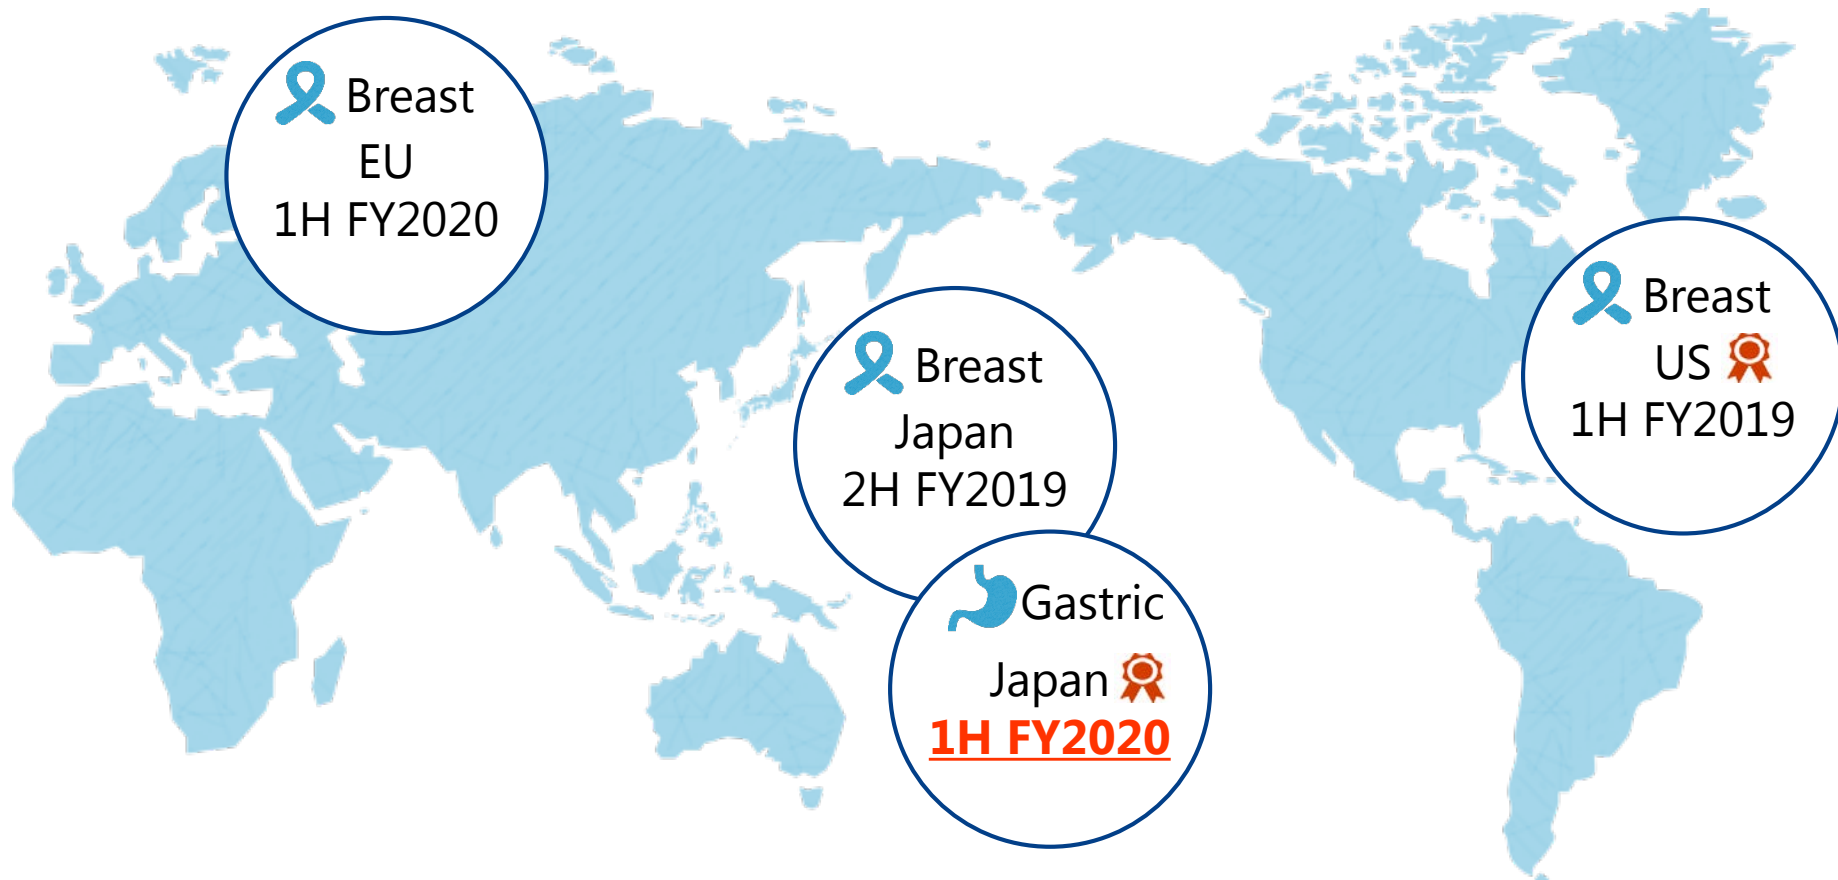 Breast
EU
1H FY2020
Breast
Japan
2H FY2019
Gastric
Japan
1H FY2020
Breast
US
1H FY2019